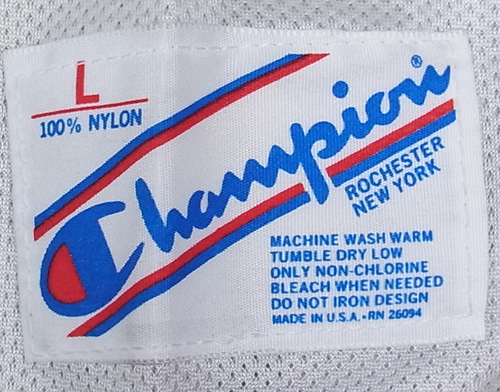 L
100% NYLON
Champion®
ROCHESTER
NEW YORK
MACHINE WASH WARM
TUMBLE DRY LOW
ONLY NON-CHLORINE
BLEACH WHEN NEEDED
DO NOT IRON DESIGN
MADE IN U.S.A.-RN 26094